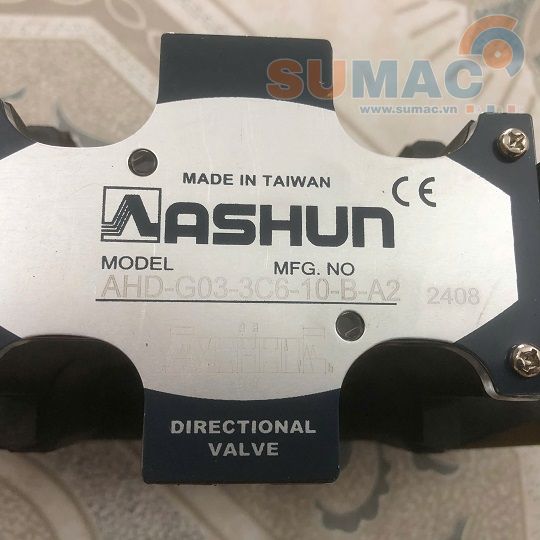 SUMAC
www.sumac.vn
MADE IN TAIWAN
CE
ASHUN
MODEL MFG. NO
AHD-G03-3C6-10-B-A2 2408
DIRECTIONAL
VALVE